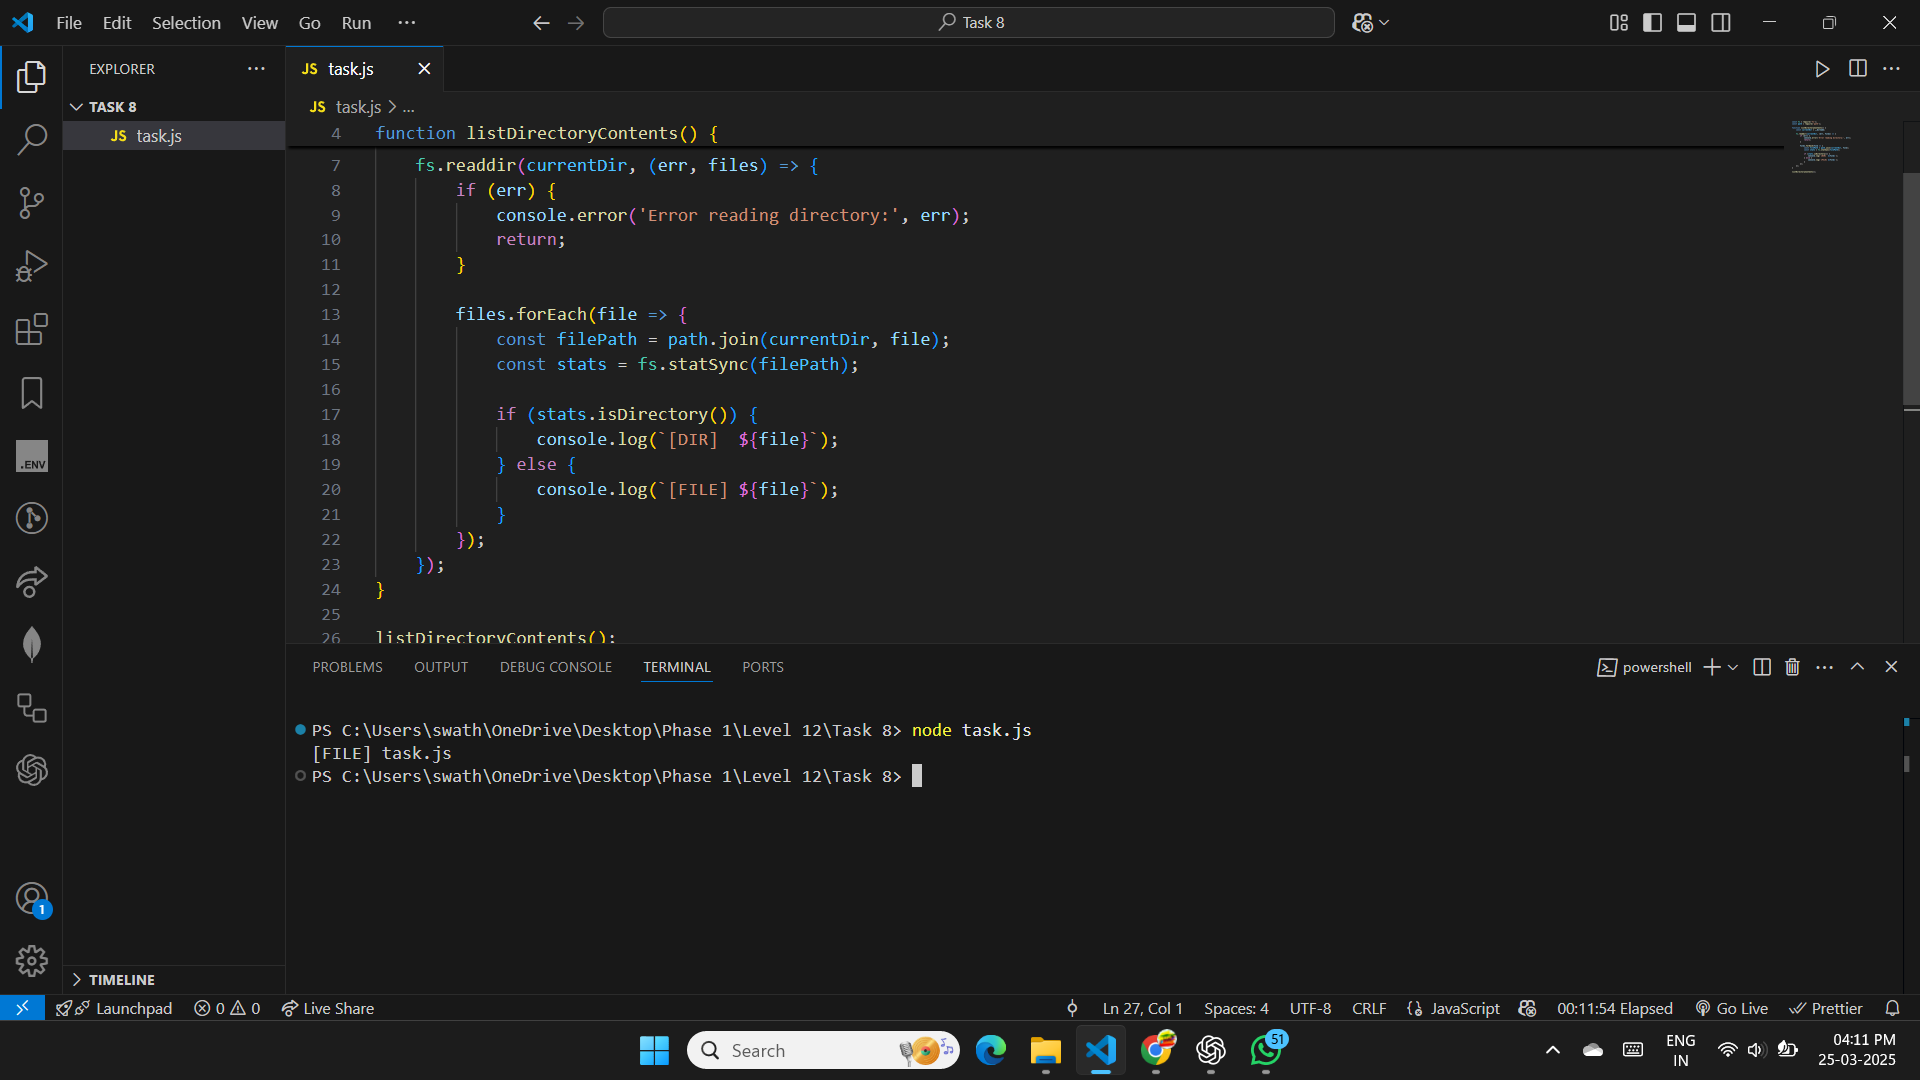 File Edit Selection View Go Run ···
Task 8
EXPLORER
TASK 8
JS task.js
JS task.js
JS task.js > ...
4 function listDirectoryContents() {
7 fs.readdir(currentDir, (err, files) => {
8 if (err) {
9 console.error('Error reading directory:', err);
10 return;
11 }
12
13 files.forEach(file => {
14 const filePath = path.join(currentDir, file);
15 const stats = fs.statSync(filePath);
16
17 if (stats.isDirectory()) {
18 console.log(`[DIR]  ${file}`);
19 } else {
20 console.log(`[FILE] ${file}`);
21 }
22 });
23 });
24 }
25
26 listDirectoryContents();
PROBLEMS OUTPUT DEBUG CONSOLE TERMINAL PORTS
powershell
PS C:\Users\swath\OneDrive\Desktop\Phase 1\Level 12\Task 8> node task.js
[FILE] task.js
PS C:\Users\swath\OneDrive\Desktop\Phase 1\Level 12\Task 8>
.ENV
1
TIMELINE
Launchpad 0 0 Live Share
Ln 27, Col 1 Spaces: 4 UTF-8 CRLF {} JavaScript 00:11:54 Elapsed Go Live Prettier
Search
51
ENG
IN
04:11 PM
25-03-2025